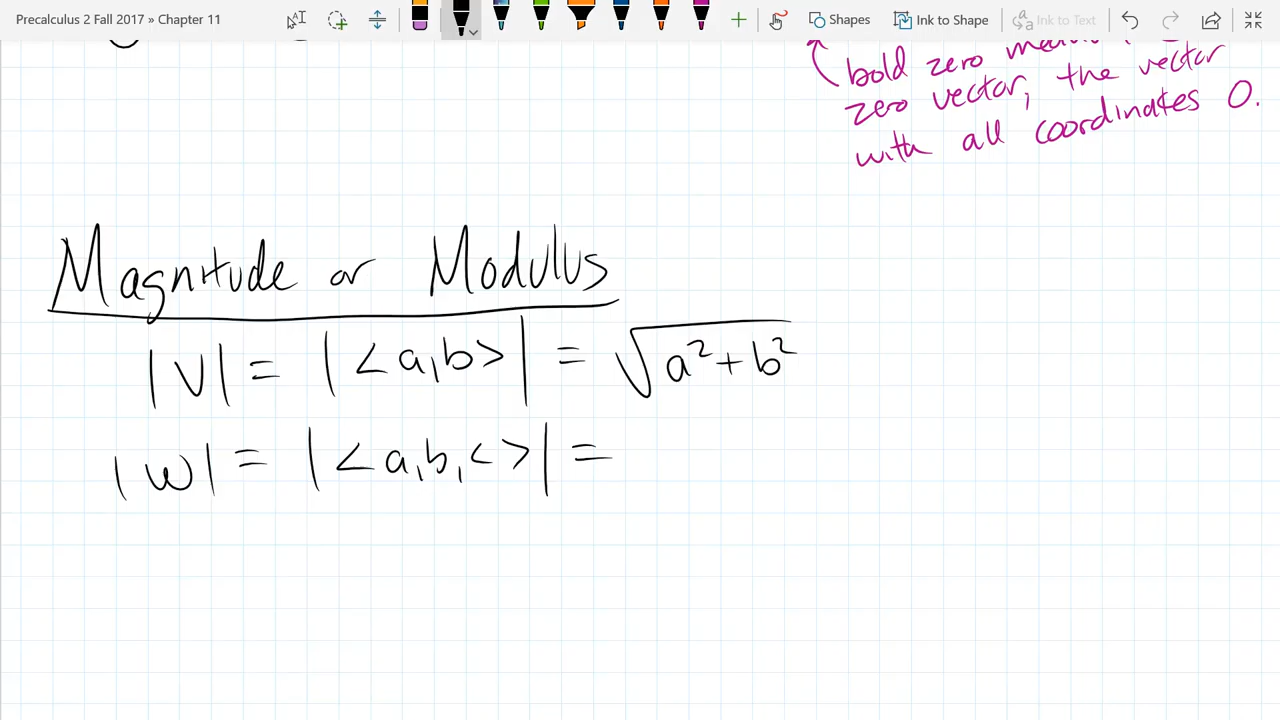 Precalculus 2 Fall 2017 » Chapter 11
Shapes
Ink to Shape
Ink to Text
bold zero
zero vector, the vector
with all coordinates 0.
Magnitude or Modulus
|v| = |<a,b>| = √(a²+b²)
|w| = |<a,b,c>| =